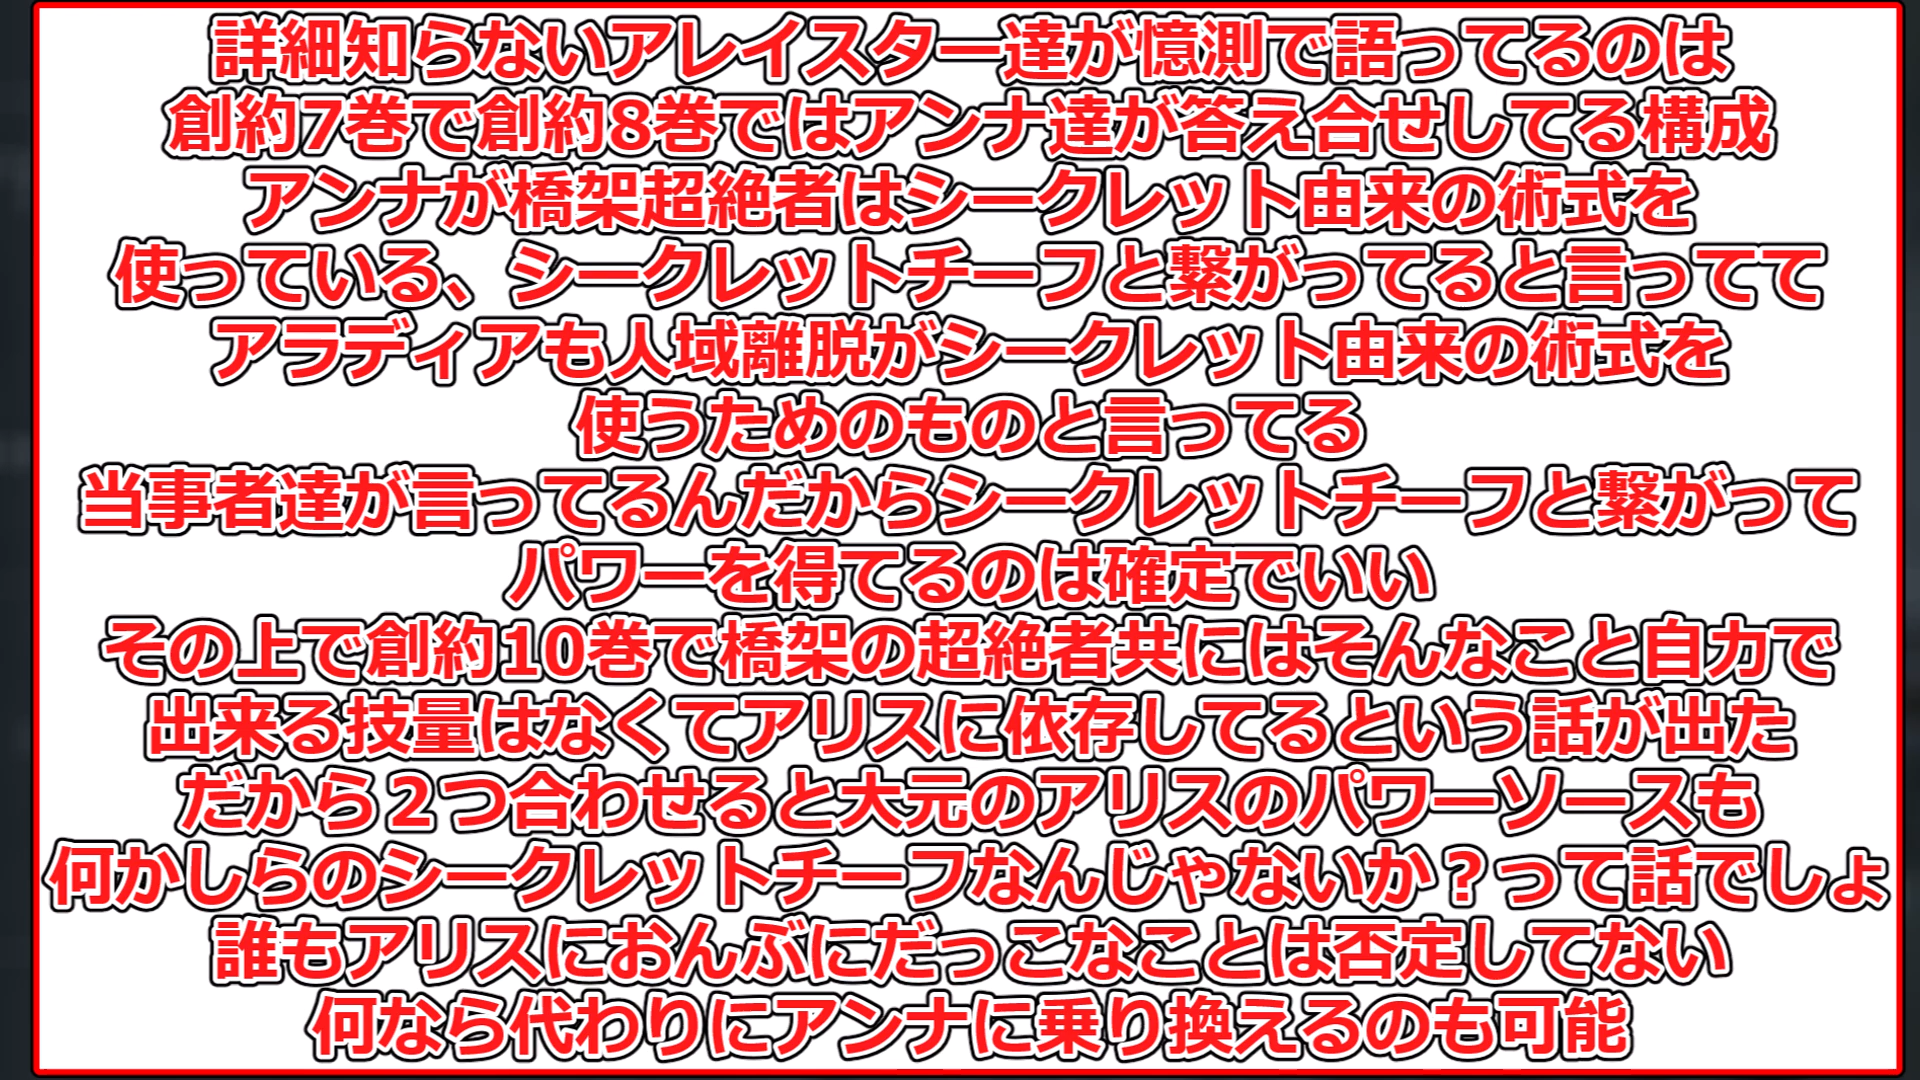 詳細知らないアレイスター達が憶測で語ってるのは
創約7巻で創約8巻ではアンナ達が答え合せしてる構成
アンナが橋架超絶者はシークレット由来の術式を
使っている、シークレットチーフと繋がってると言ってて
アラディアも人域離脱がシークレット由来の術式を
使うためのものと言ってる
当事者達が言ってるんだからシークレットチーフと繋がって
パワーを得てるのは確定でいい
その上で創約10巻で橋架の超絶者共にはそんなこと自力で
出来る技量はなくてアリスに依存してるという話が出た
だから２つ合わせると大元のアリスのパワーソースも
何かしらのシークレットチーフなんじゃないか？って話でしょ
誰もアリスにおんぶにだっこなことは否定してない
何なら代わりにアンナに乗り換えるのも可能